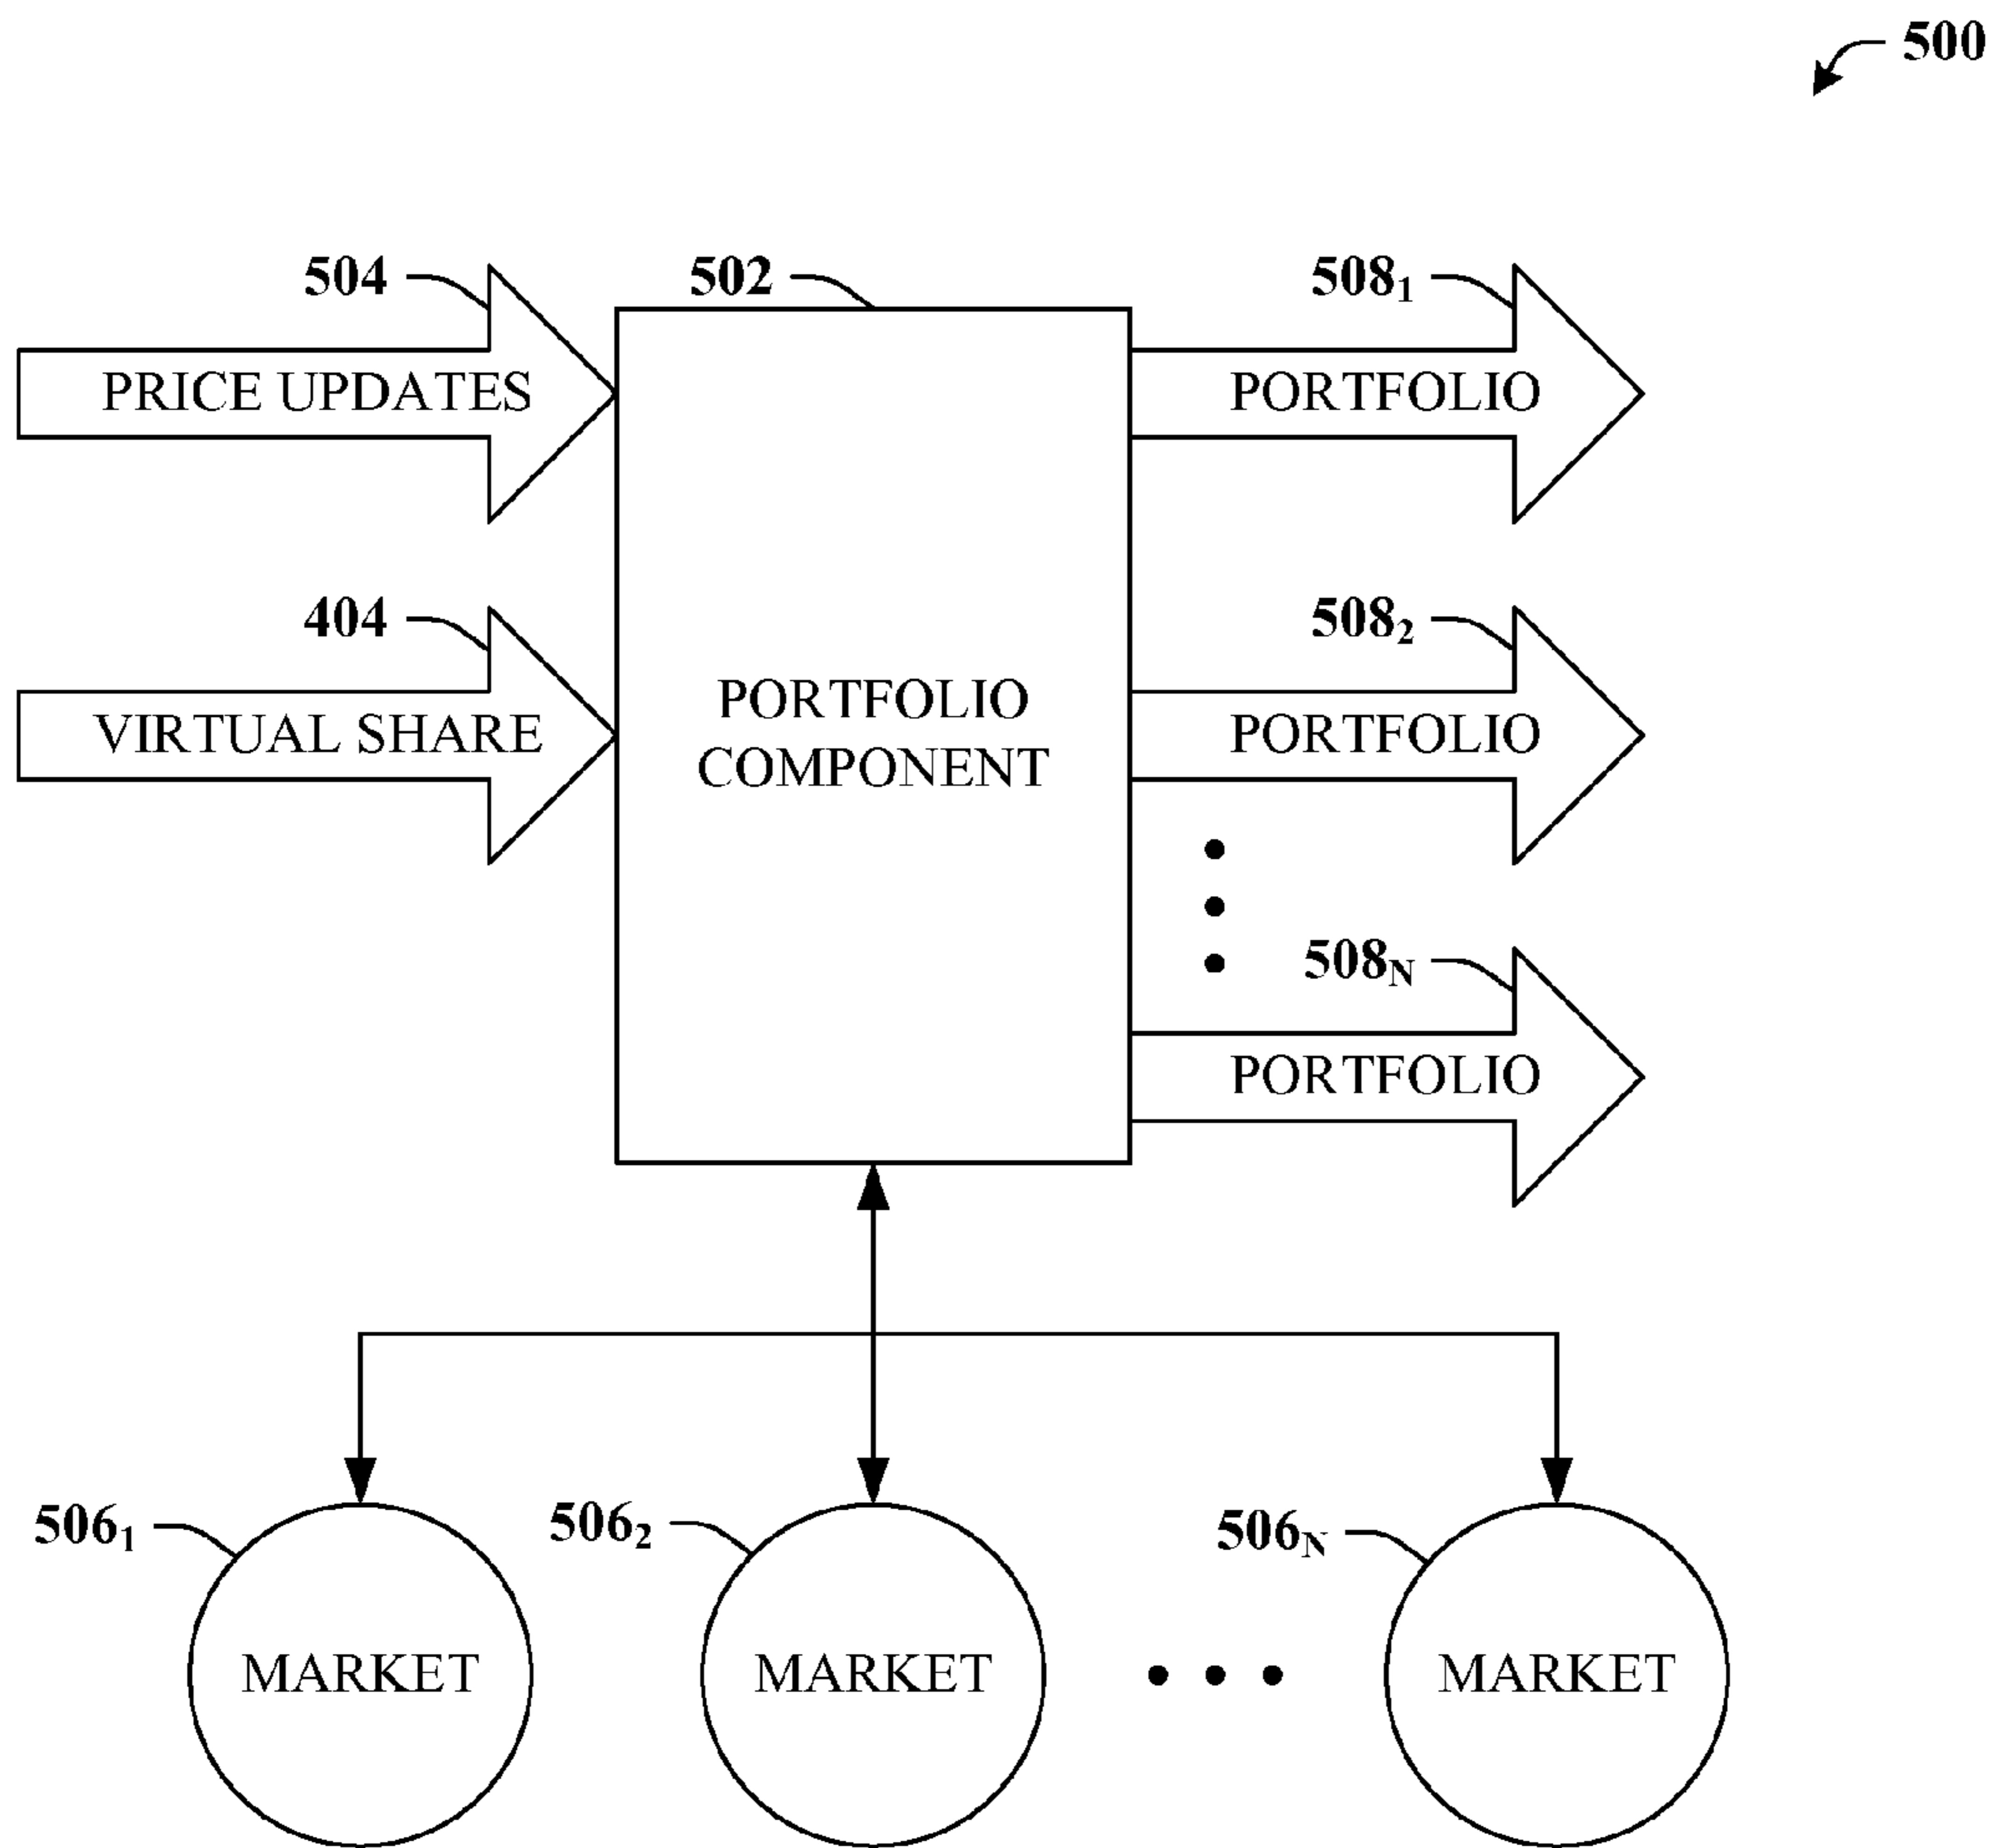 500
504
502
508₁
PRICE UPDATES
PORTFOLIO
404
508₂
VIRTUAL SHARE
PORTFOLIO
COMPONENT
PORTFOLIO
508N
PORTFOLIO
506₁
506₂
506N
MARKET
MARKET
MARKET